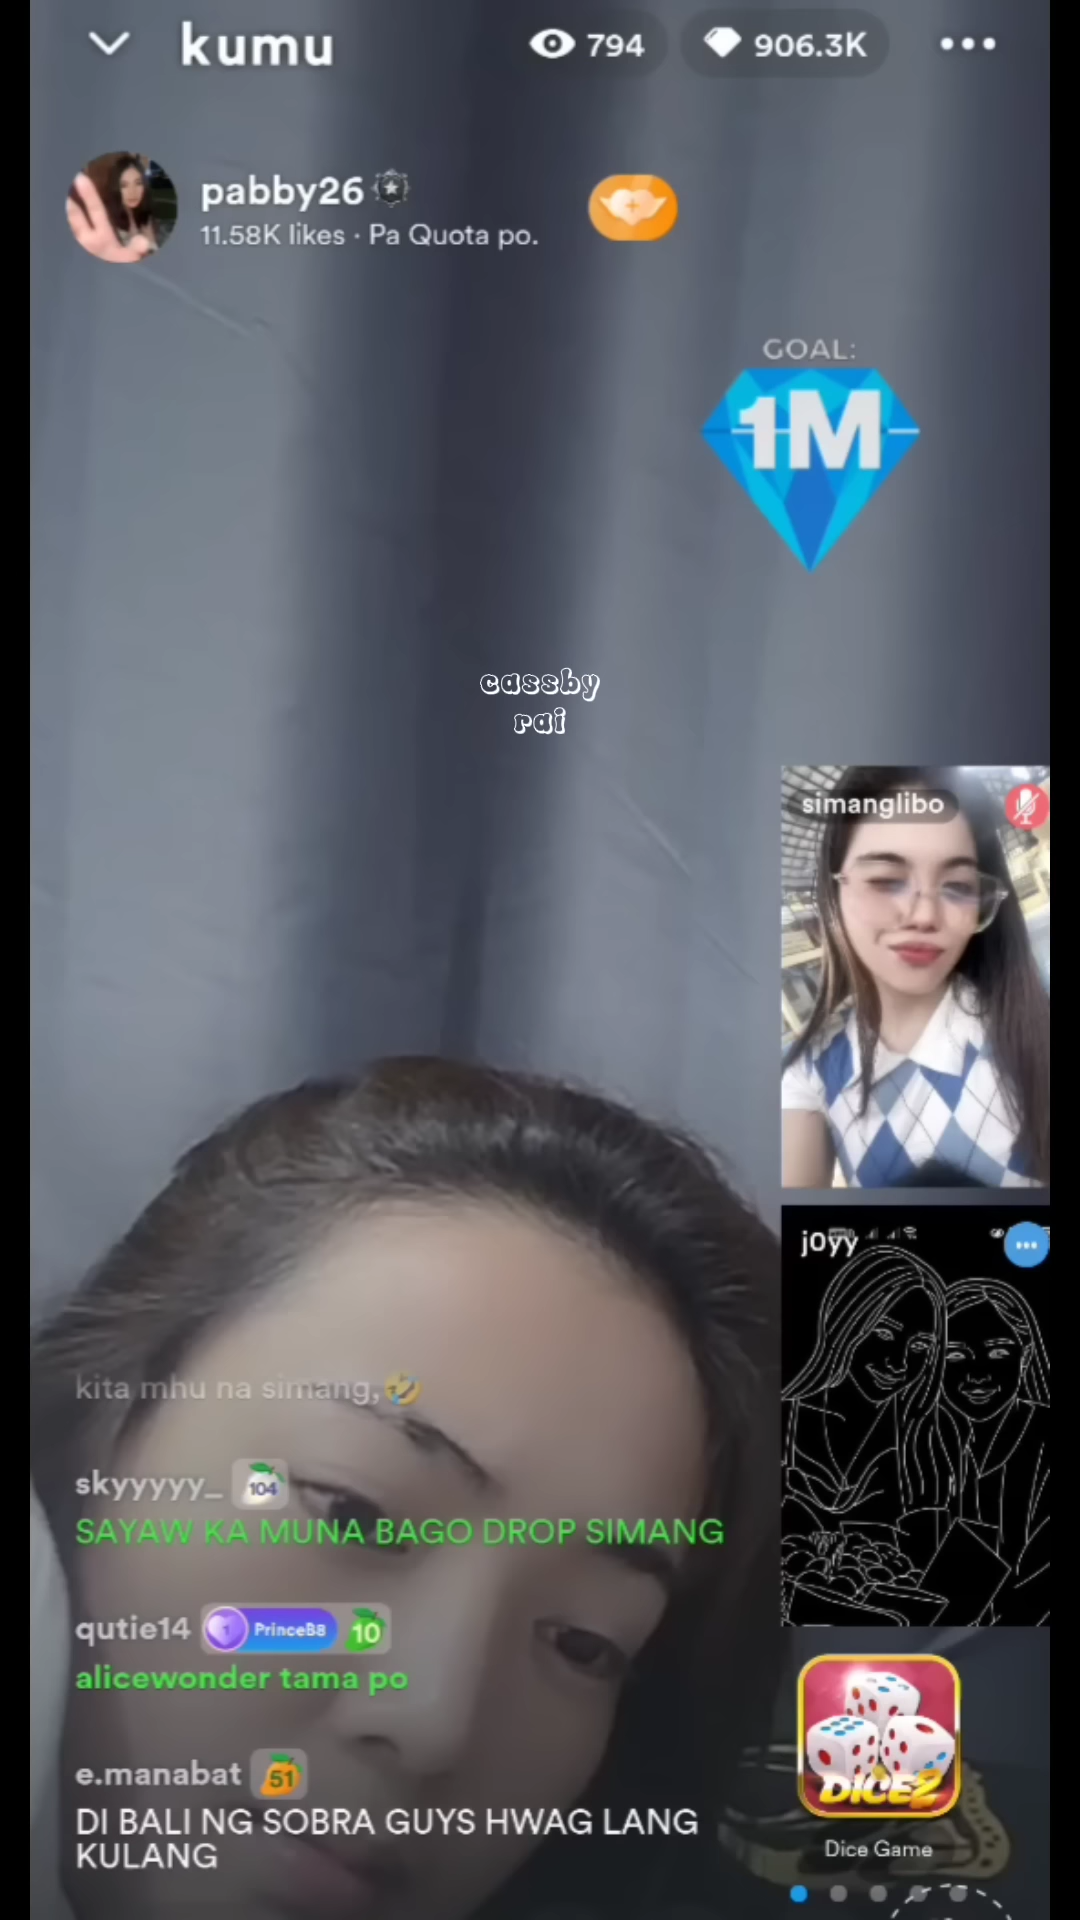 kumu
794
906.3K
pabby26
11.58K likes · Pa Quota po.
GOAL:
1M
cassby
rai
simanglibo
j0yy
kita mhu na simang,🤣
skyyyyy_ 104
SAYAW KA MUNA BAGO DROP SIMANG
qutie14 1 PrinceB8 10
alicewonder tama po
e.manabat 51
DI BALI NG SOBRA GUYS HWAG LANG
KULANG
DICE2
Dice Game